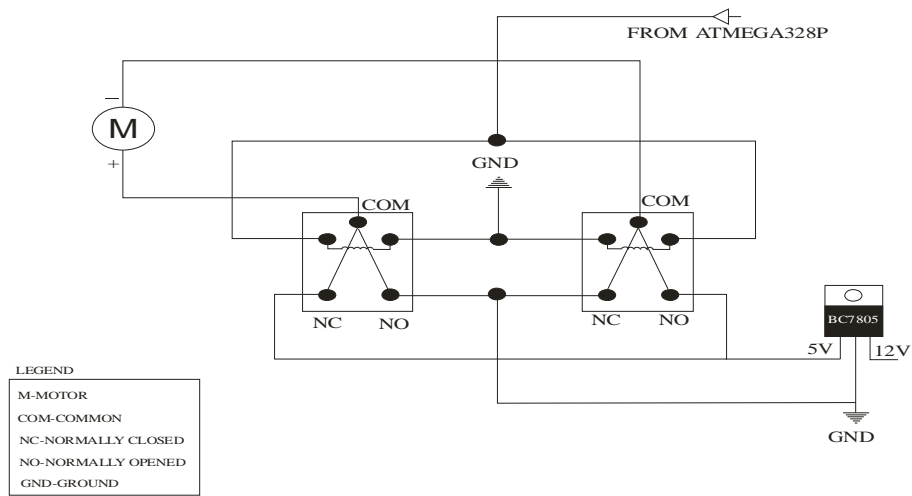 FROM ATMEGA328P
M
+
GND
COM
COM
NC
NO
NC
NO
BC7805
5V
12V
GND
LEGEND
M-MOTOR
COM-COMMON
NC-NORMALLY CLOSED
NO-NORMALLY OPENED
GND-GROUND